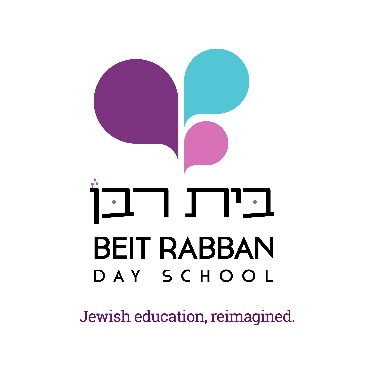 בית רבן
BEIT RABBAN
DAY SCHOOL
Jewish education, reimagined.